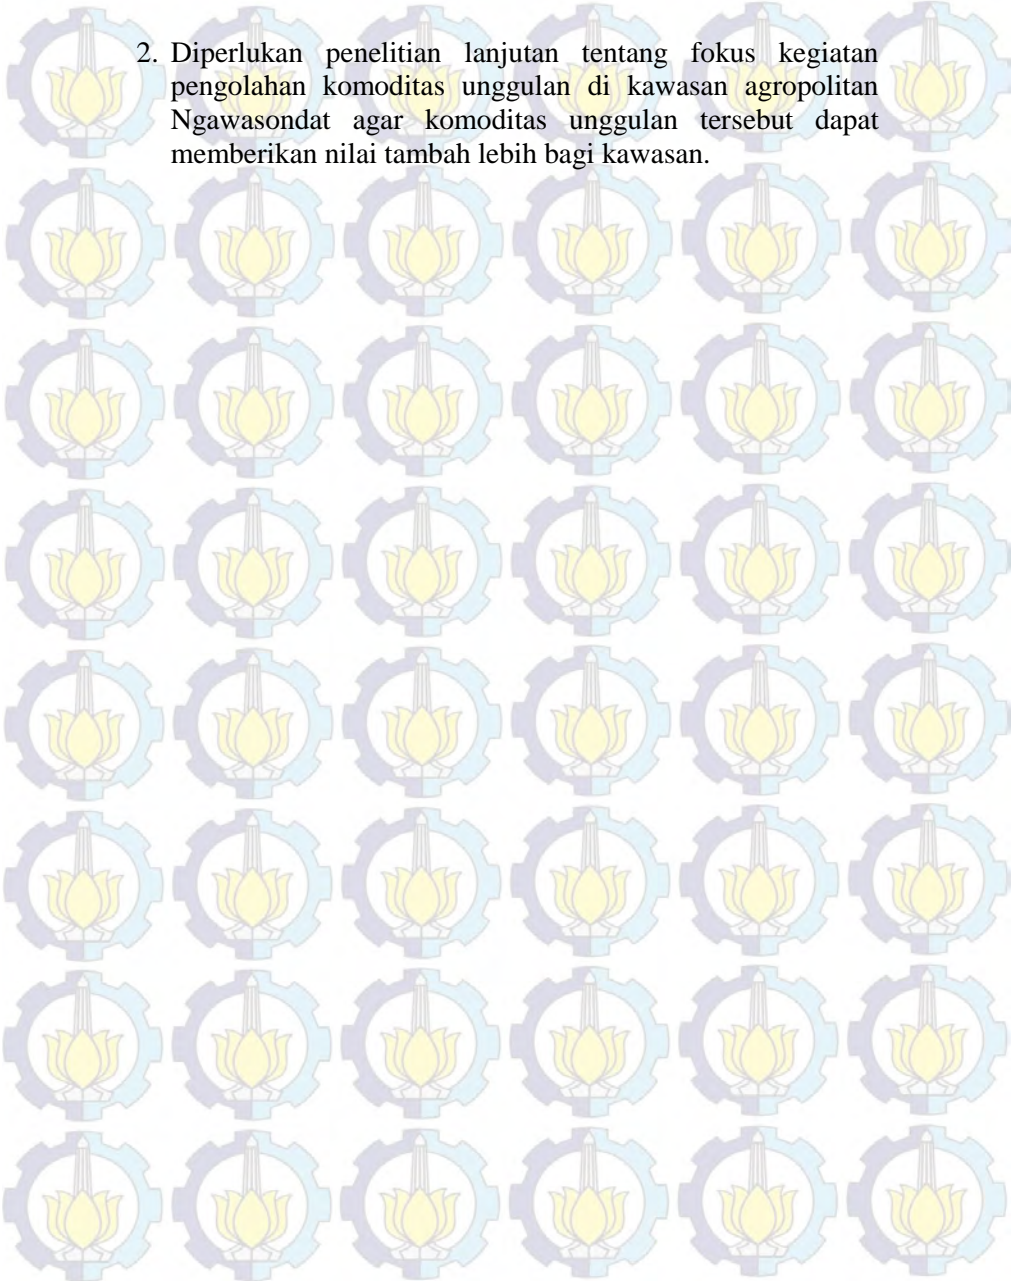 2. Diperlukan penelitian lanjutan tentang fokus kegiatan
pengolahan komoditas unggulan di kawasan agropolitan
Ngawasondat agar komoditas unggulan tersebut dapat
memberikan nilai tambah lebih bagi kawasan.